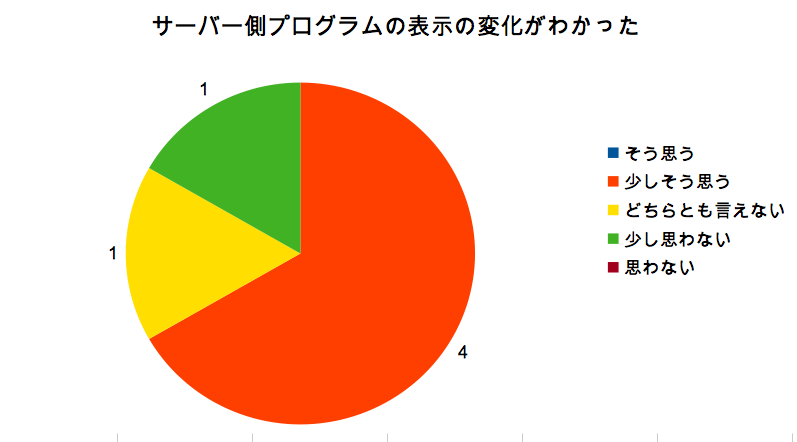 サーバー側プログラムの表示の変化がわかった
1
1
4
そう思う
少しそう思う
どちらとも言えない
少し思わない
思わない